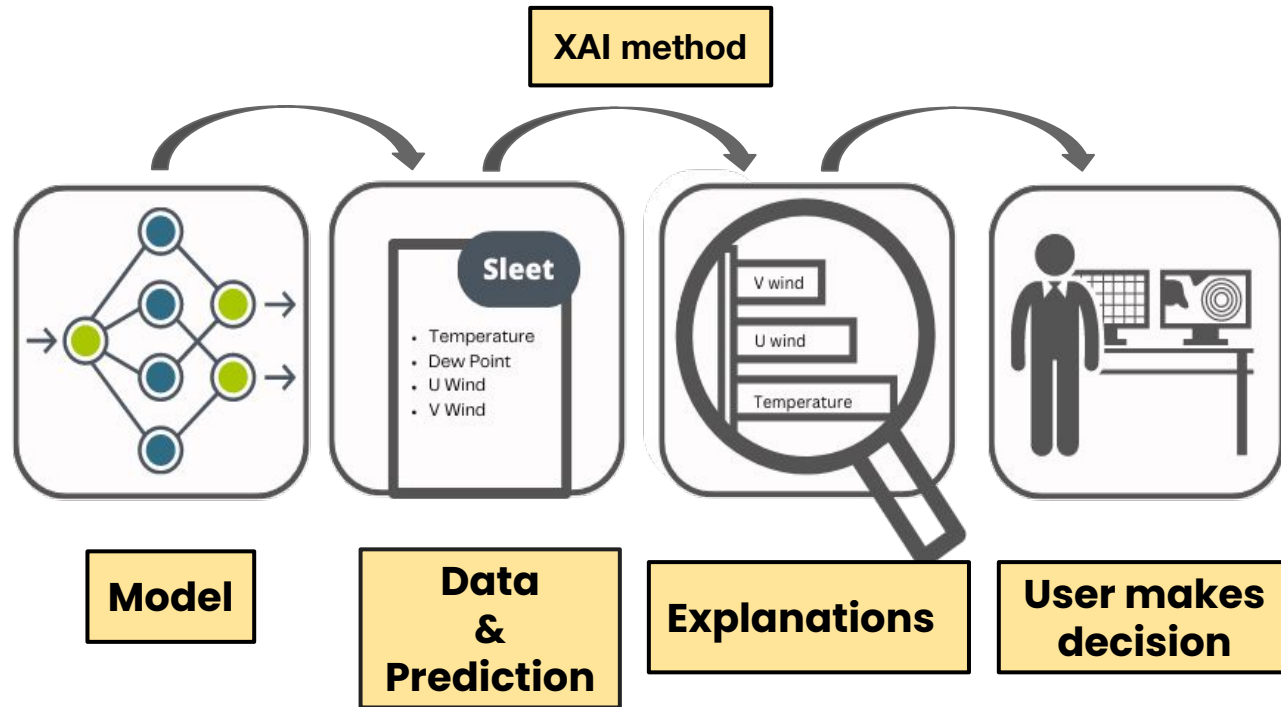 XAI method
Sleet
• Temperature
• Dew Point
• U Wind
• V Wind
V wind
U wind
Temperature
Model
Data
&
Prediction
Explanations
User makes
decision